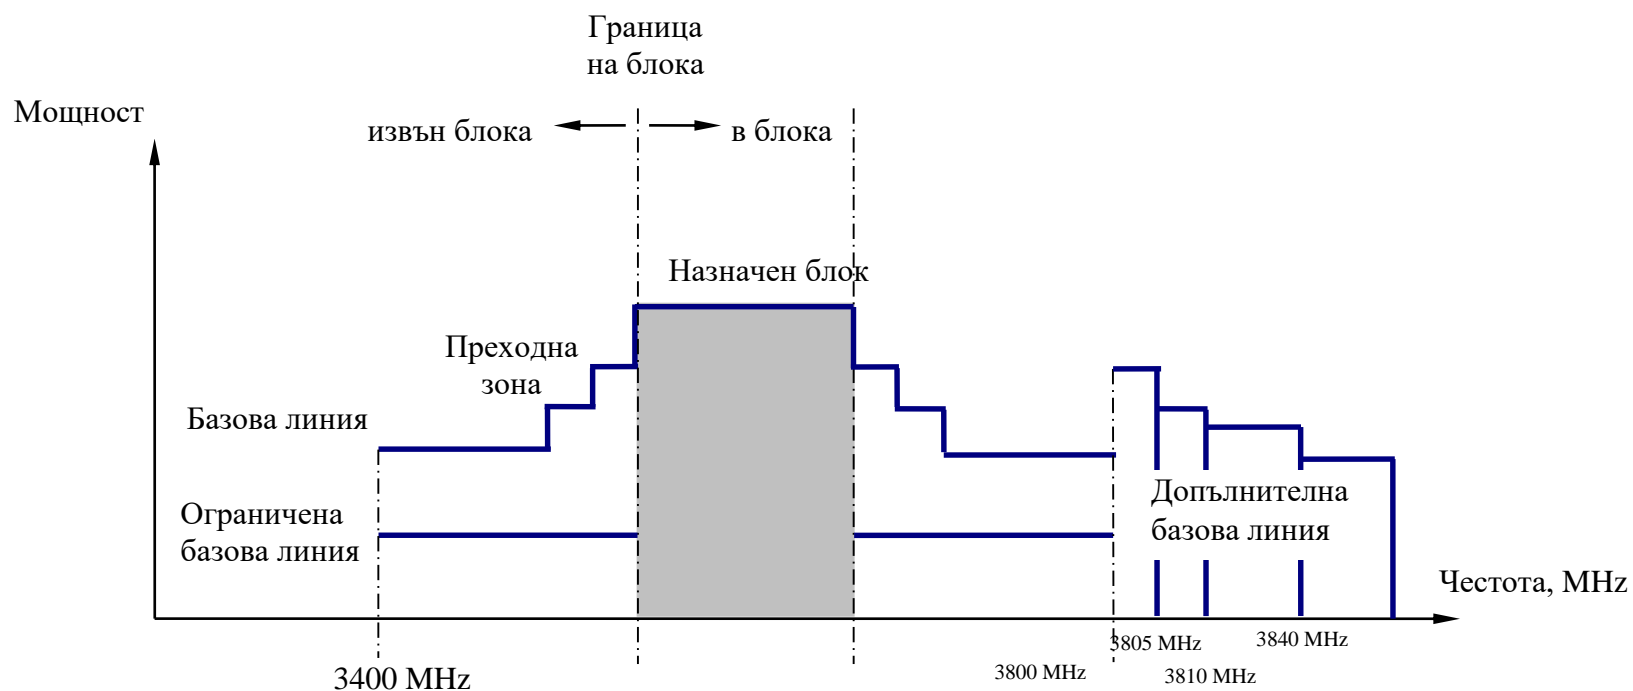 Граница
на блока
Мощност
извън блока
в блока
Назначен блок
Преходна
зона
Базова линия
Допълнителна
базова линия
Ограничена
базова линия
Честота, MHz
3805 MHz
3840 MHz
3800 MHz
3810 MHz
3400 MHz